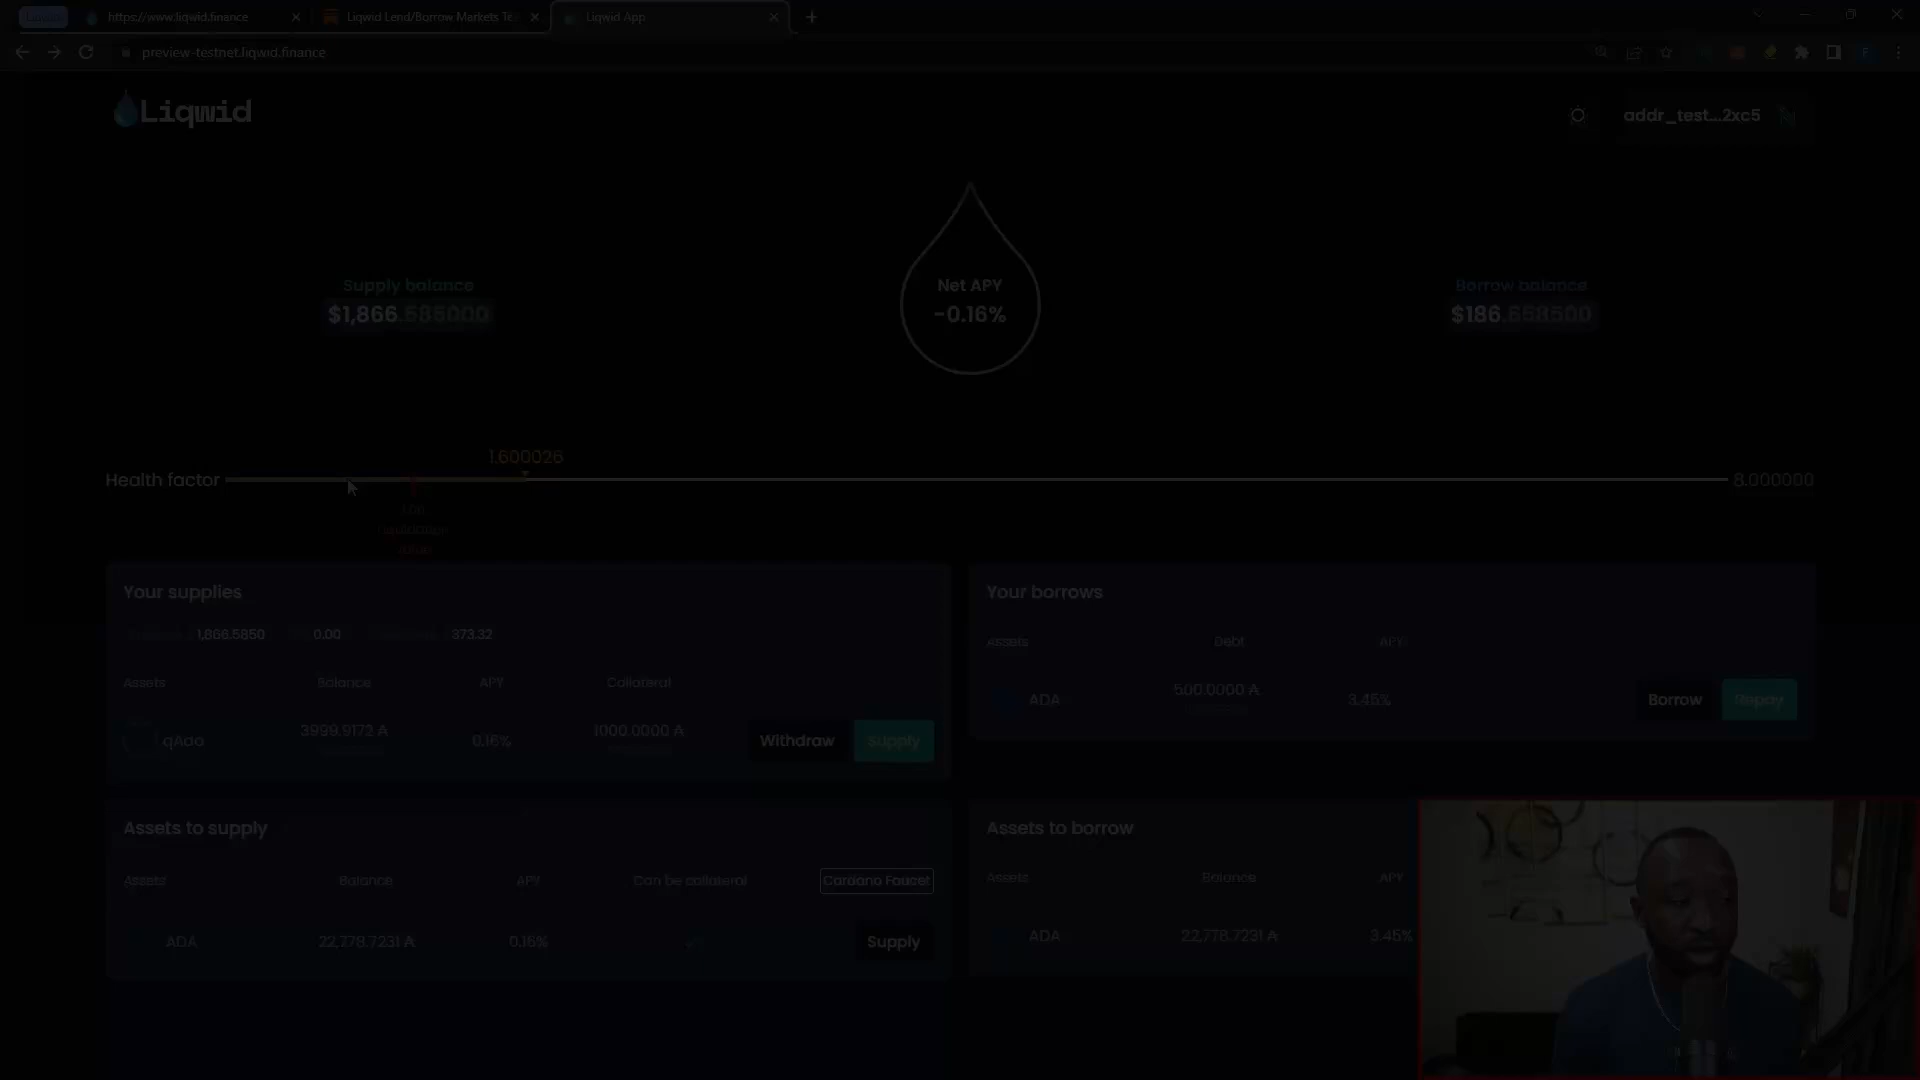 https://www.liqwid.finance
Liqwid Lend/Borrow Markets Te
Liqwid App
preview-testnet.liqwid.finance
Liqwid
addr_test...2xc5
Supply balance
$1,866.585000
Net APY
-0.16%
Borrow balance
$186.658500
1.600026
Health factor
8.000000
1.00
Liquidation
Your supplies
1,866.5850 0.00 373.32
Assets Balance APY Collateral
qAda 3999.9172 ₳ 0.16% 1000.0000 ₳ Withdraw Supply
Your borrows
Assets Debt APY
ADA 500.0000 ₳ 3.45% Borrow Repay
Assets to supply
Assets Balance APY Can be collateral Cardano Faucet
ADA 22,778.7231 ₳ 0.16% Supply
Assets to borrow
Assets Balance APY
ADA 22,778.7231 ₳ 3.45%